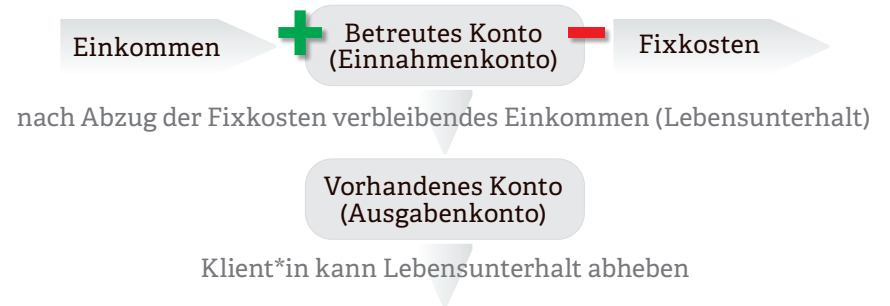 Einkommen
Betreutes Konto
(Einnahmenkonto)
Fixkosten
nach Abzug der Fixkosten verbleibendes Einkommen (Lebensunterhalt)
Vorhandenes Konto
(Ausgabenkonto)
Klient*in kann Lebensunterhalt abheben